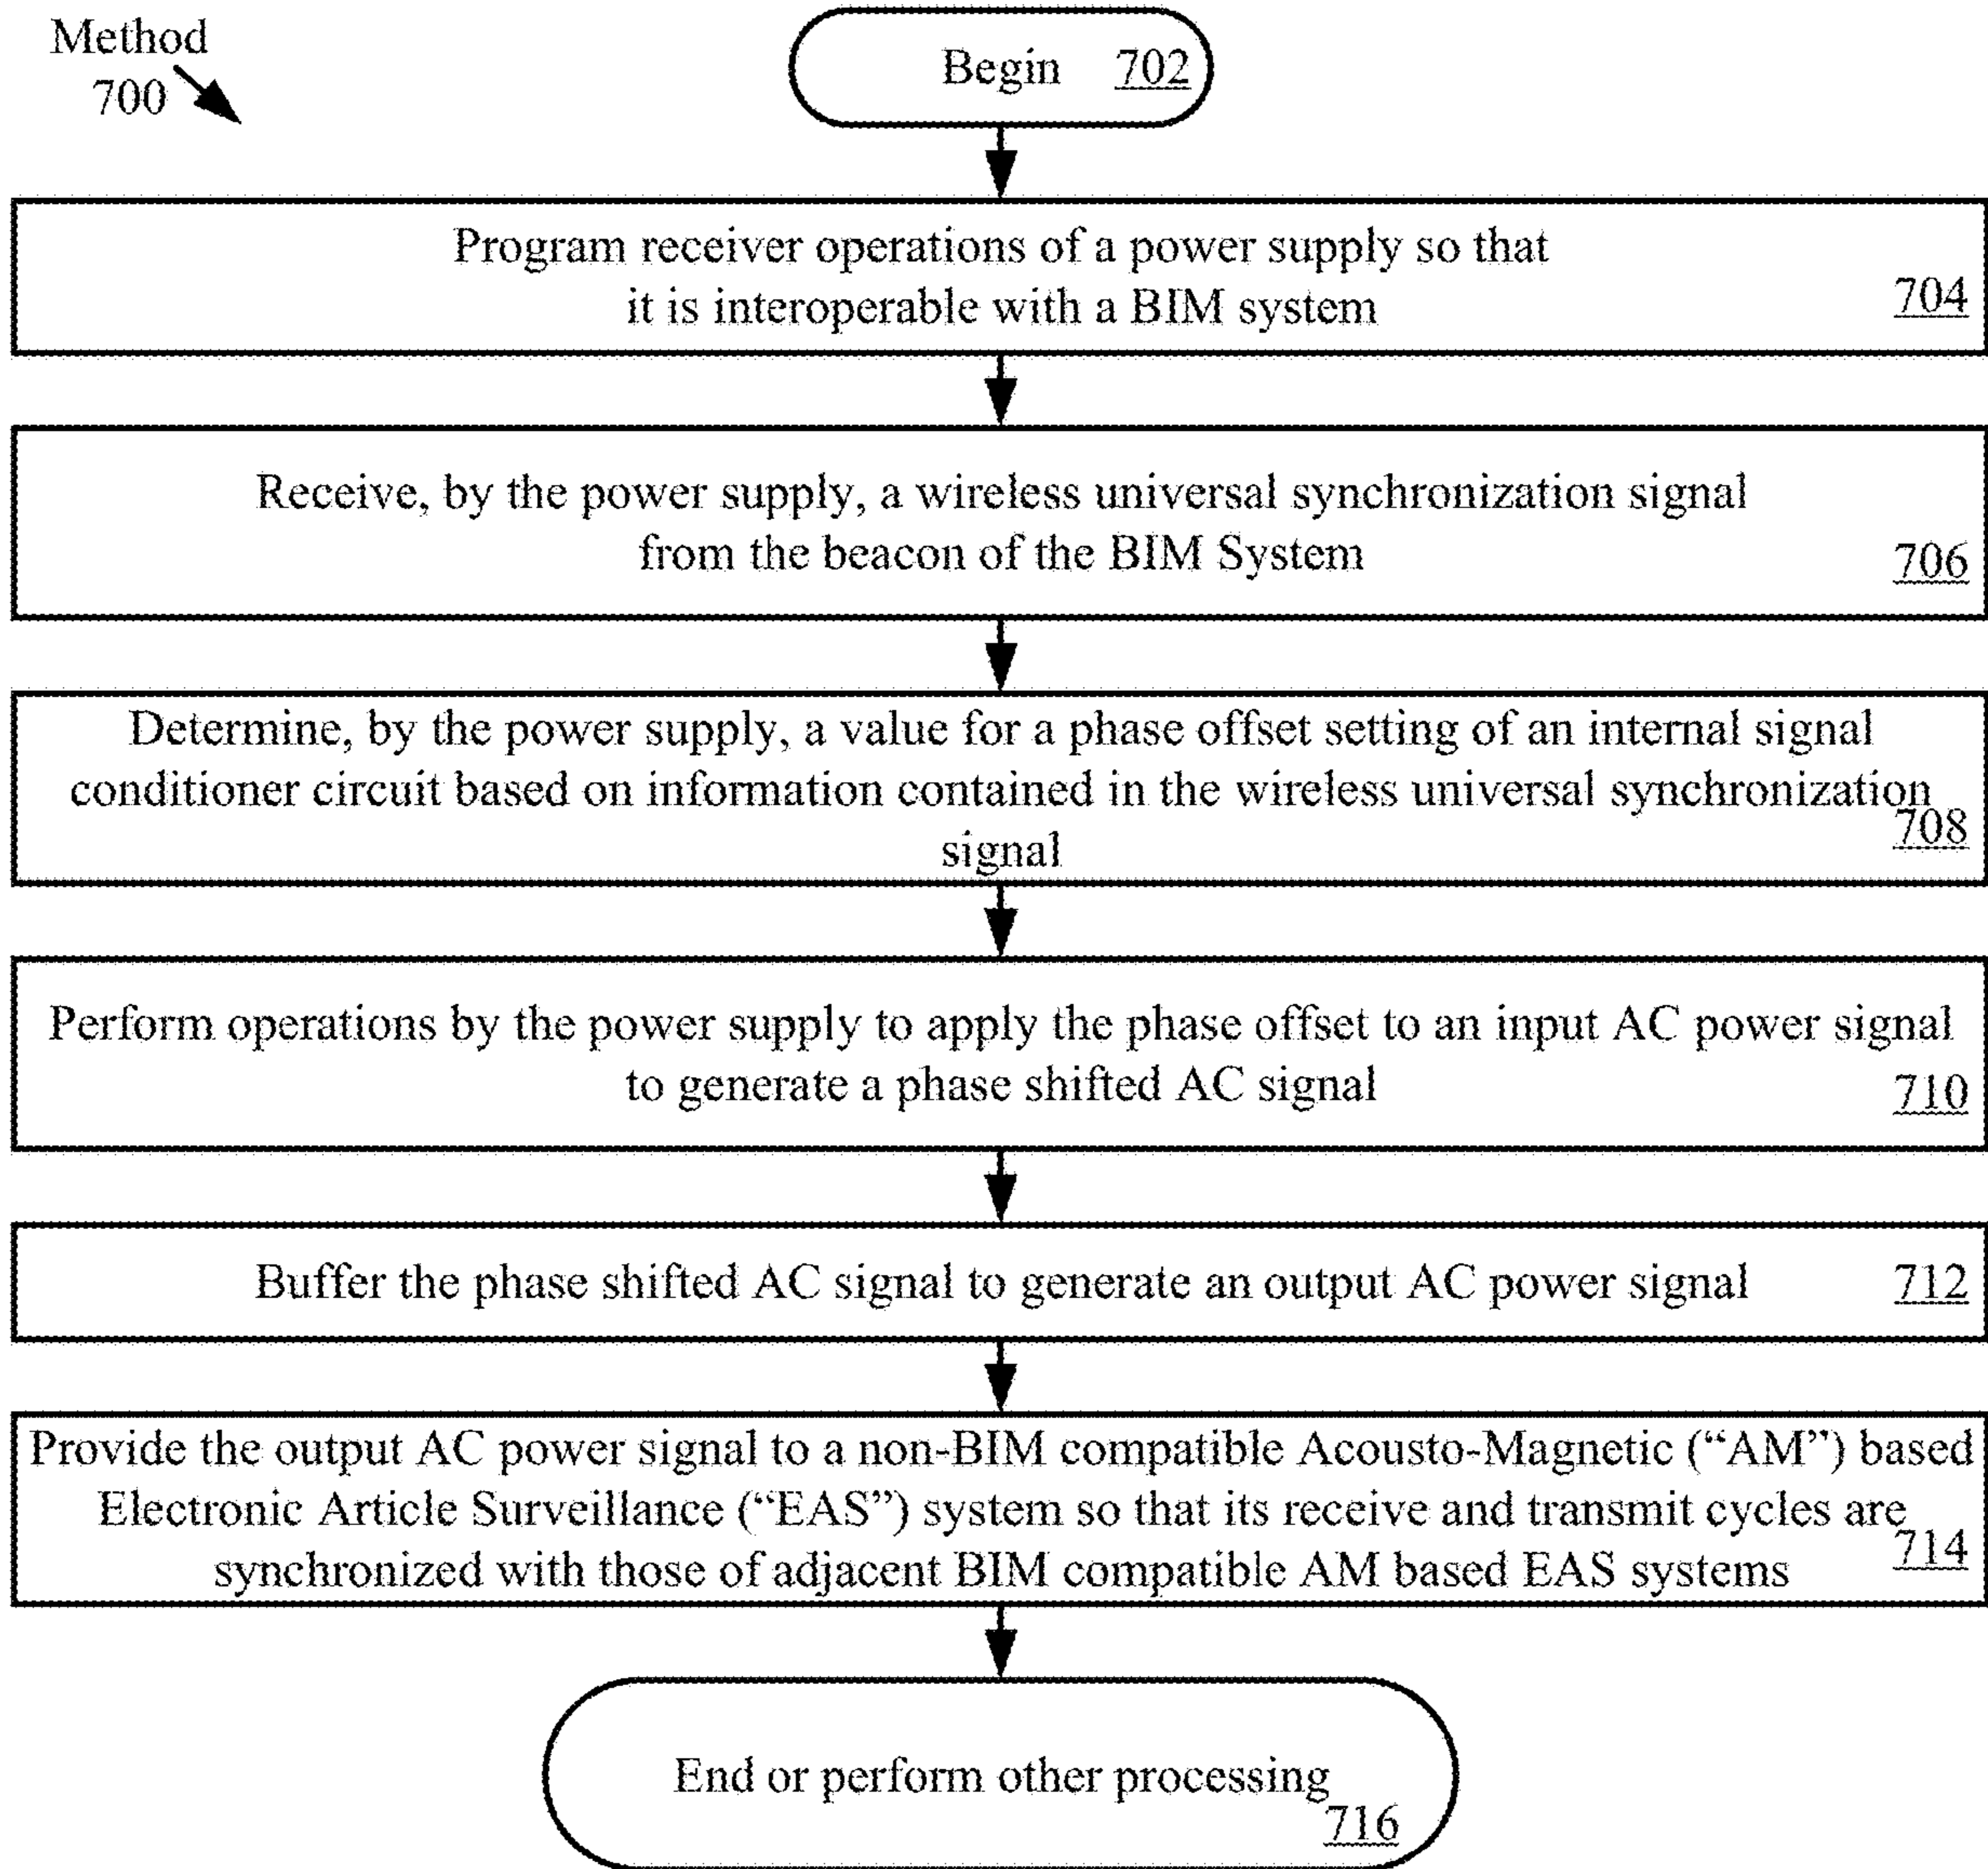 Method
700
Begin 702
Program receiver operations of a power supply so that
it is interoperable with a BIM system
704
Receive, by the power supply, a wireless universal synchronization signal
from the beacon of the BIM System
706
Determine, by the power supply, a value for a phase offset setting of an internal signal
conditioner circuit based on information contained in the wireless universal synchronization
signal
708
Perform operations by the power supply to apply the phase offset to an input AC power signal
to generate a phase shifted AC signal
710
Buffer the phase shifted AC signal to generate an output AC power signal 712
Provide the output AC power signal to a non-BIM compatible Acousto-Magnetic (“AM”) based
Electronic Article Surveillance (“EAS”) system so that its receive and transmit cycles are
synchronized with those of adjacent BIM compatible AM based EAS systems
714
End or perform other processing
716